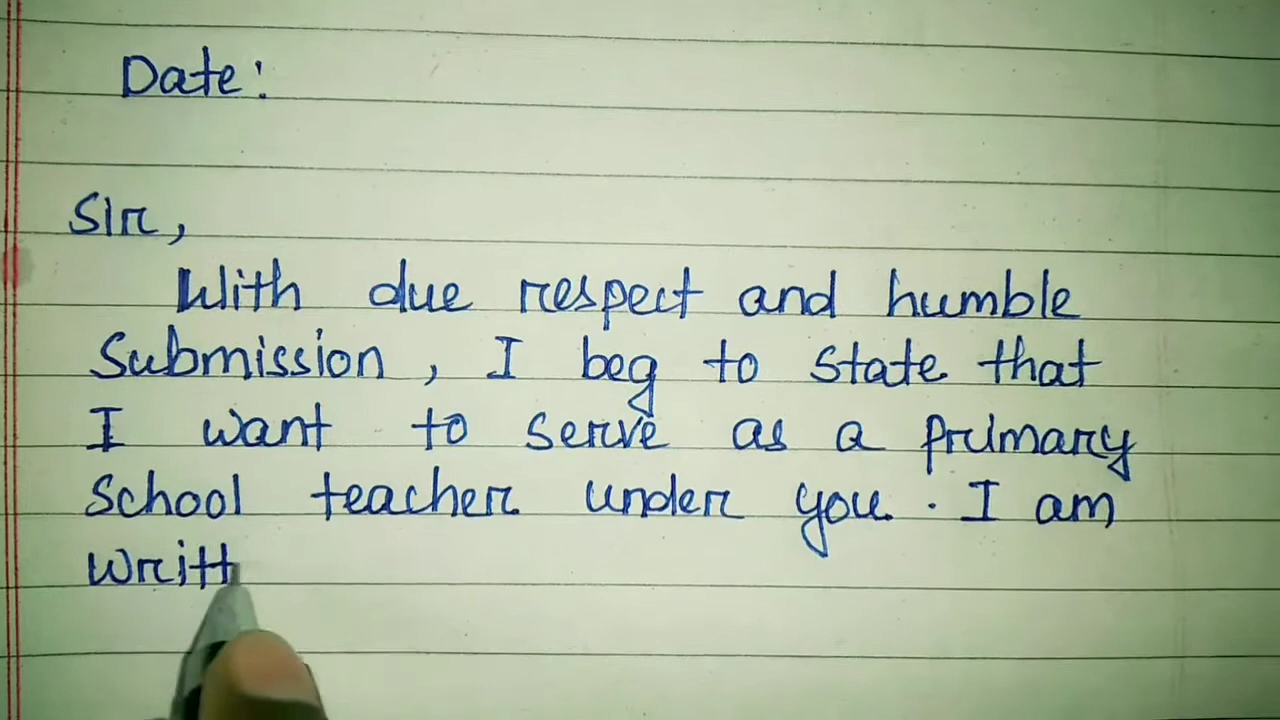 Date:
Sir,
With due respect and humble
Submission, I beg to state that
I want to serve as a primary
School teacher under you. I am
Writt